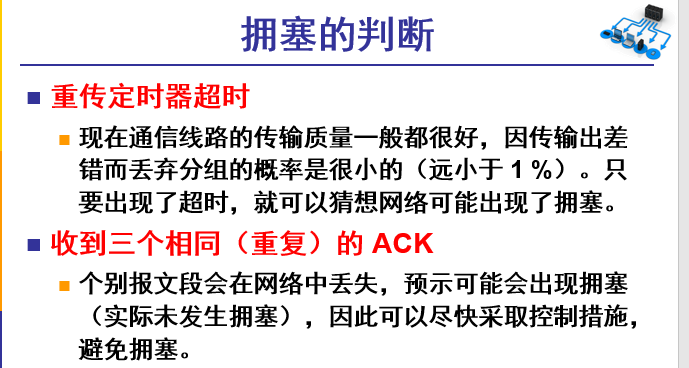 拥塞的判断
重传定时器超时
现在通信线路的传输质量一般都很好，因传输出差
错而丢弃分组的概率是很小的（远小于 1 %）。只
要出现了超时，就可以猜想网络可能出现了拥塞。
收到三个相同（重复）的 ACK
个别报文段会在网络中丢失，预示可能会出现拥塞
（实际未发生拥塞），因此可以尽快采取控制措施，
避免拥塞。